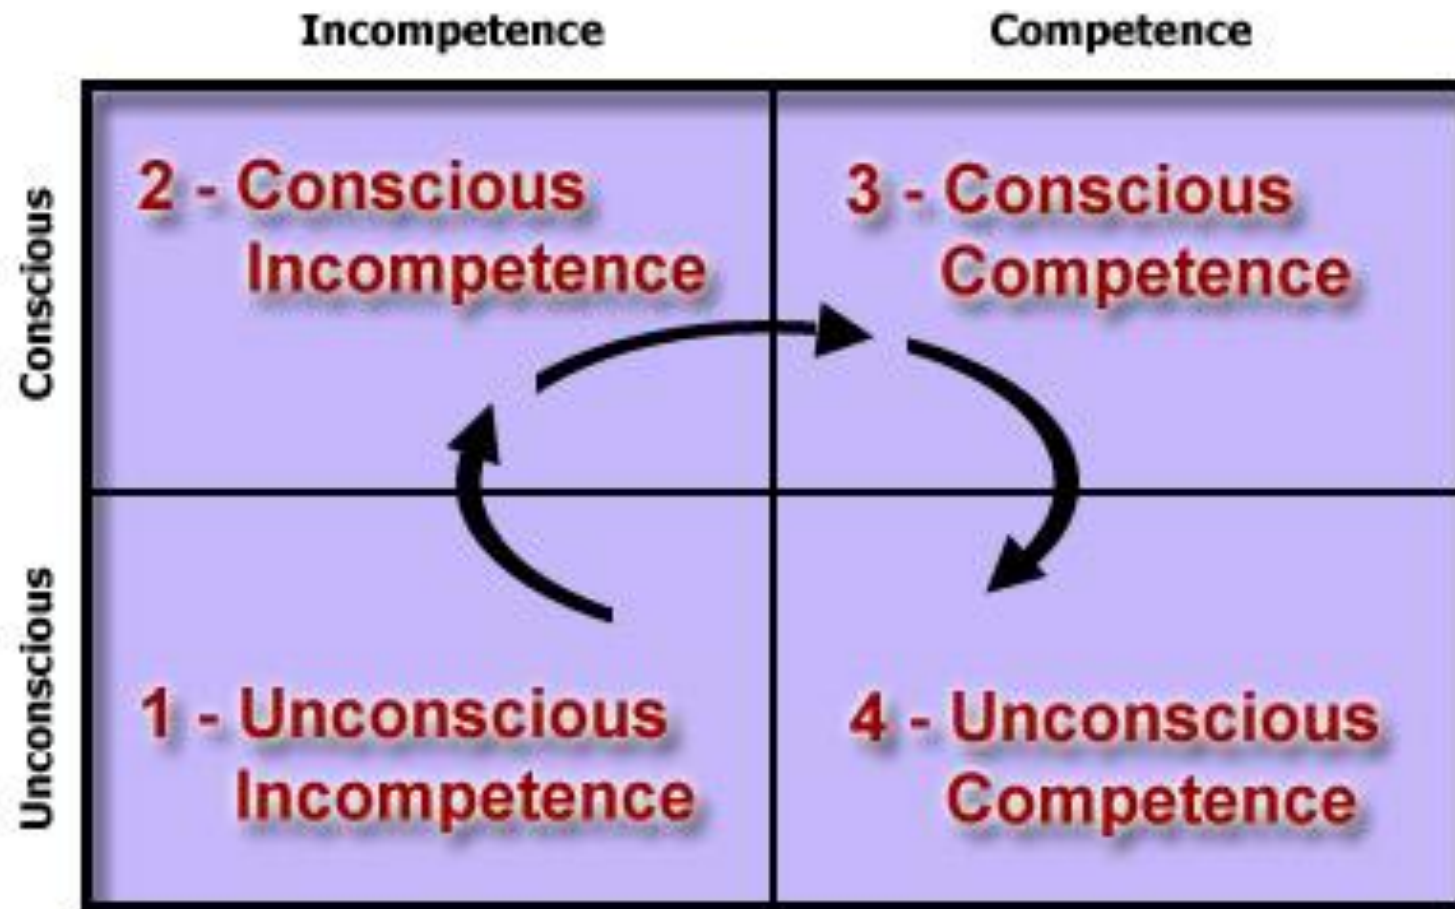 Incompetence
Competence
Conscious
2 - Conscious
Incompetence
3 - Conscious
Competence
Unconscious
1 - Unconscious
Incompetence
4 - Unconscious
Competence